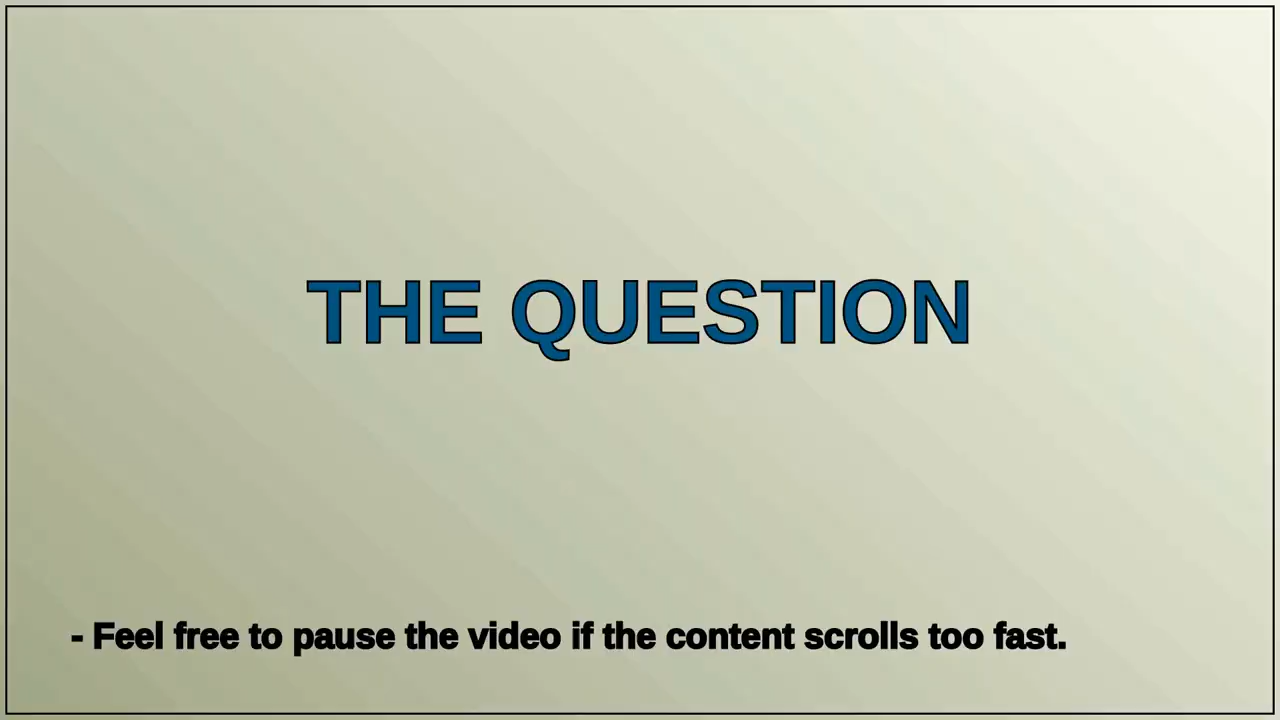 THE QUESTION
- Feel free to pause the video if the content scrolls too fast.